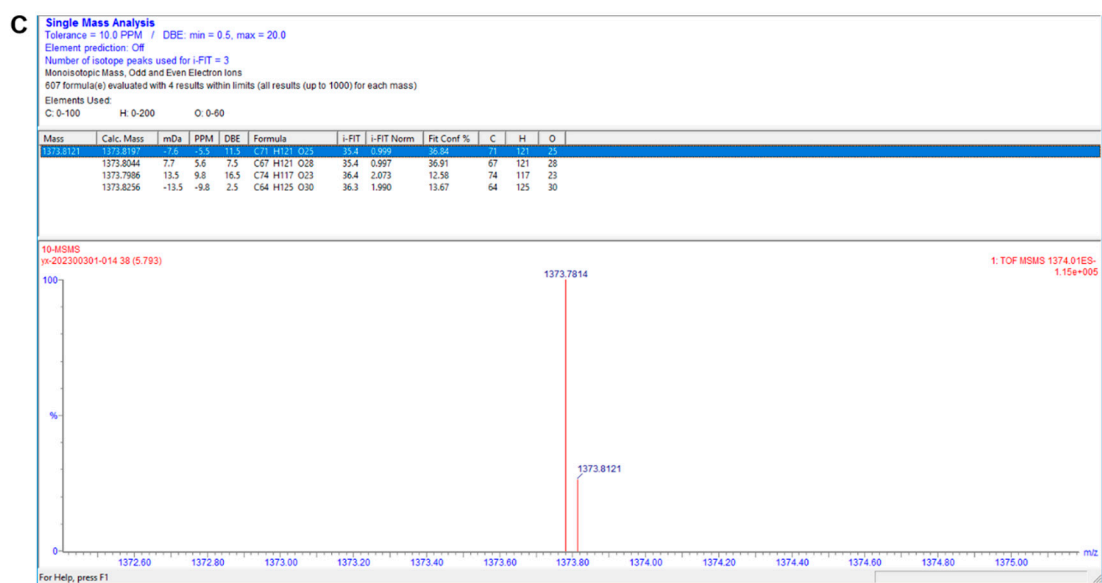 C
Single Mass Analysis
Tolerance = 10.0 PPM / DBE: min = 0.5, max = 20.0
Element prediction: Off
Number of isotope peaks used for i-FIT = 3
Monoisotopic Mass, Odd and Even Electron Ions
607 formula(e) evaluated with 4 results within limits (all results (up to 1000) for each mass)
Elements Used:
C: 0-100 H: 0-200 O: 0-60
Mass Calc. Mass mDa PPM DBE Formula i-FIT i-FIT Norm Fit Conf % C H O
1373.8121 1373.8197 -7.6 -5.5 11.5 C71 H121 O25 35.4 0.999 36.84 71 121 25
1373.8044 7.7 5.6 7.5 C67 H121 O28 35.4 0.997 36.91 67 121 28
1373.7986 13.5 9.8 16.5 C74 H117 O23 36.4 2.073 12.58 74 117 23
1373.8256 -13.5 -9.8 2.5 C64 H125 O30 36.3 1.990 13.67 64 125 30
10-MSMS
yx-202300301-014 38 (5.793)
1: TOF MSMS 1374.01ES-
1.15e+005
1373.7814
100
%
1373.8121
0
1372.60 1372.80 1373.00 1373.20 1373.40 1373.60 1373.80 1374.00 1374.20 1374.40 1374.60 1374.80 1375.00 m/z
For Help, press F1